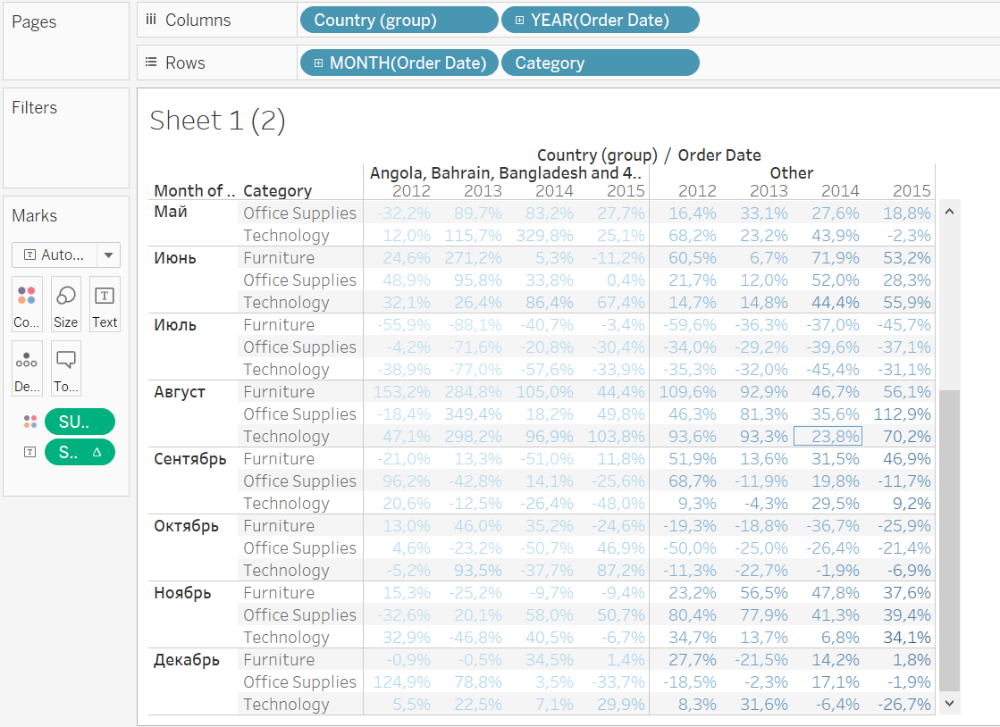 Pages
Columns Country (group) YEAR(Order Date)
Rows MONTH(Order Date) Category
Filters
Marks
Auto...
Co... Size Text
De... To...
SU..
S.. Δ
Sheet 1 (2)
Country (group) / Order Date
Angola, Bahrain, Bangladesh and 4.. Other
Month of .. Category 2012 2013 2014 2015 2012 2013 2014 2015
Май Office Supplies -32,2% 89,7% 83,2% 27,7% 16,4% 33,1% 27,6% 18,8%
Technology 12,0% 115,7% 329,8% 25,1% 68,2% 23,2% 43,9% -2,3%
Июнь Furniture 24,6% 271,2% 5,3% -11,2% 60,5% 6,7% 71,9% 53,2%
Office Supplies 48,9% 95,8% 33,8% 0,4% 21,7% 12,0% 52,0% 28,3%
Technology 32,1% 26,4% 86,4% 67,4% 14,7% 14,8% 44,4% 55,9%
Июль Furniture -55,9% -88,1% -40,7% -3,4% -59,6% -36,3% -37,0% -45,7%
Office Supplies -4,2% -71,6% -20,8% -30,4% -34,0% -29,2% -39,6% -37,1%
Technology -38,9% -77,0% -57,6% -33,9% -35,3% -32,0% -45,4% -31,1%
Август Furniture 153,2% 284,8% 105,0% 44,4% 109,6% 92,9% 46,7% 56,1%
Office Supplies -18,4% 349,4% 18,2% 49,8% 46,3% 81,3% 35,6% 112,9%
Technology 47,1% 298,2% 96,9% 103,8% 93,6% 93,3% 23,8% 70,2%
Сентябрь Furniture -21,0% 13,3% -51,0% 11,8% 51,9% 13,6% 31,5% 46,9%
Office Supplies 96,2% -42,8% 14,1% -25,6% 68,7% -11,9% 19,8% -11,7%
Technology 20,6% -12,5% -26,4% -48,0% 9,3% -4,3% 29,5% 9,2%
Октябрь Furniture 13,0% 46,0% 35,2% -24,6% -19,3% -18,8% -36,7% -25,9%
Office Supplies 4,6% -23,2% -50,7% 46,9% -50,0% -25,0% -26,4% -21,4%
Technology -5,2% 93,5% -37,7% 87,2% -11,3% -22,7% -1,9% -6,9%
Ноябрь Furniture 15,3% -25,2% -9,7% -9,4% 23,2% 56,5% 47,8% 37,6%
Office Supplies -32,6% 20,1% 58,0% 50,7% 80,4% 77,9% 41,3% 39,4%
Technology 32,9% -46,8% 40,5% -6,7% 34,7% 13,7% 6,8% 34,1%
Декабрь Furniture -0,9% -0,5% 34,5% 1,4% 27,7% -21,5% 14,2% 1,8%
Office Supplies 124,9% 78,8% 3,5% -33,7% -18,5% -2,3% 17,1% -1,9%
Technology 5,5% 22,5% 7,1% 29,9% 8,3% 31,6% -6,4% -26,7%